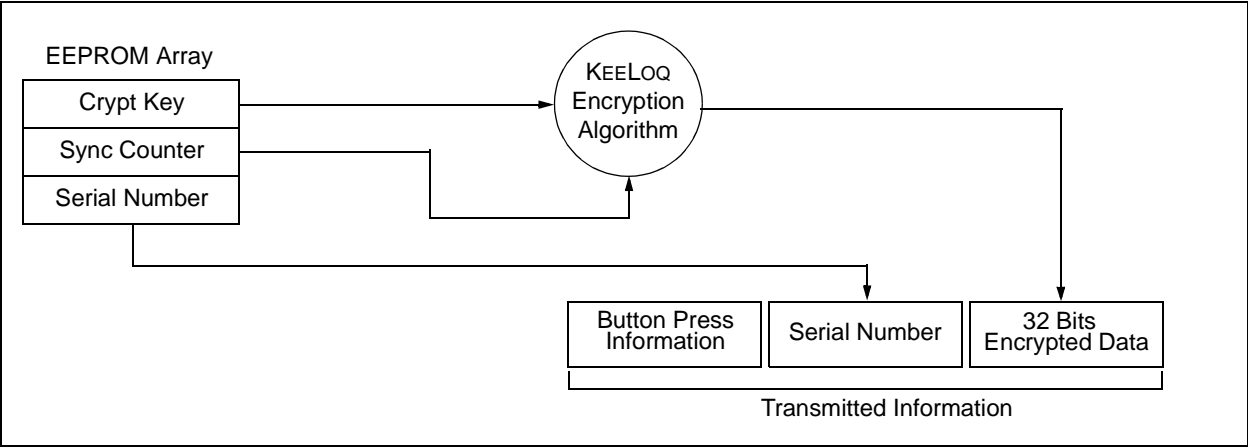 EEPROM Array
Crypt Key
Sync Counter
Serial Number
KEELOQ
Encryption
Algorithm
Button Press
Information
Serial Number
32 Bits
Encrypted Data
Transmitted Information